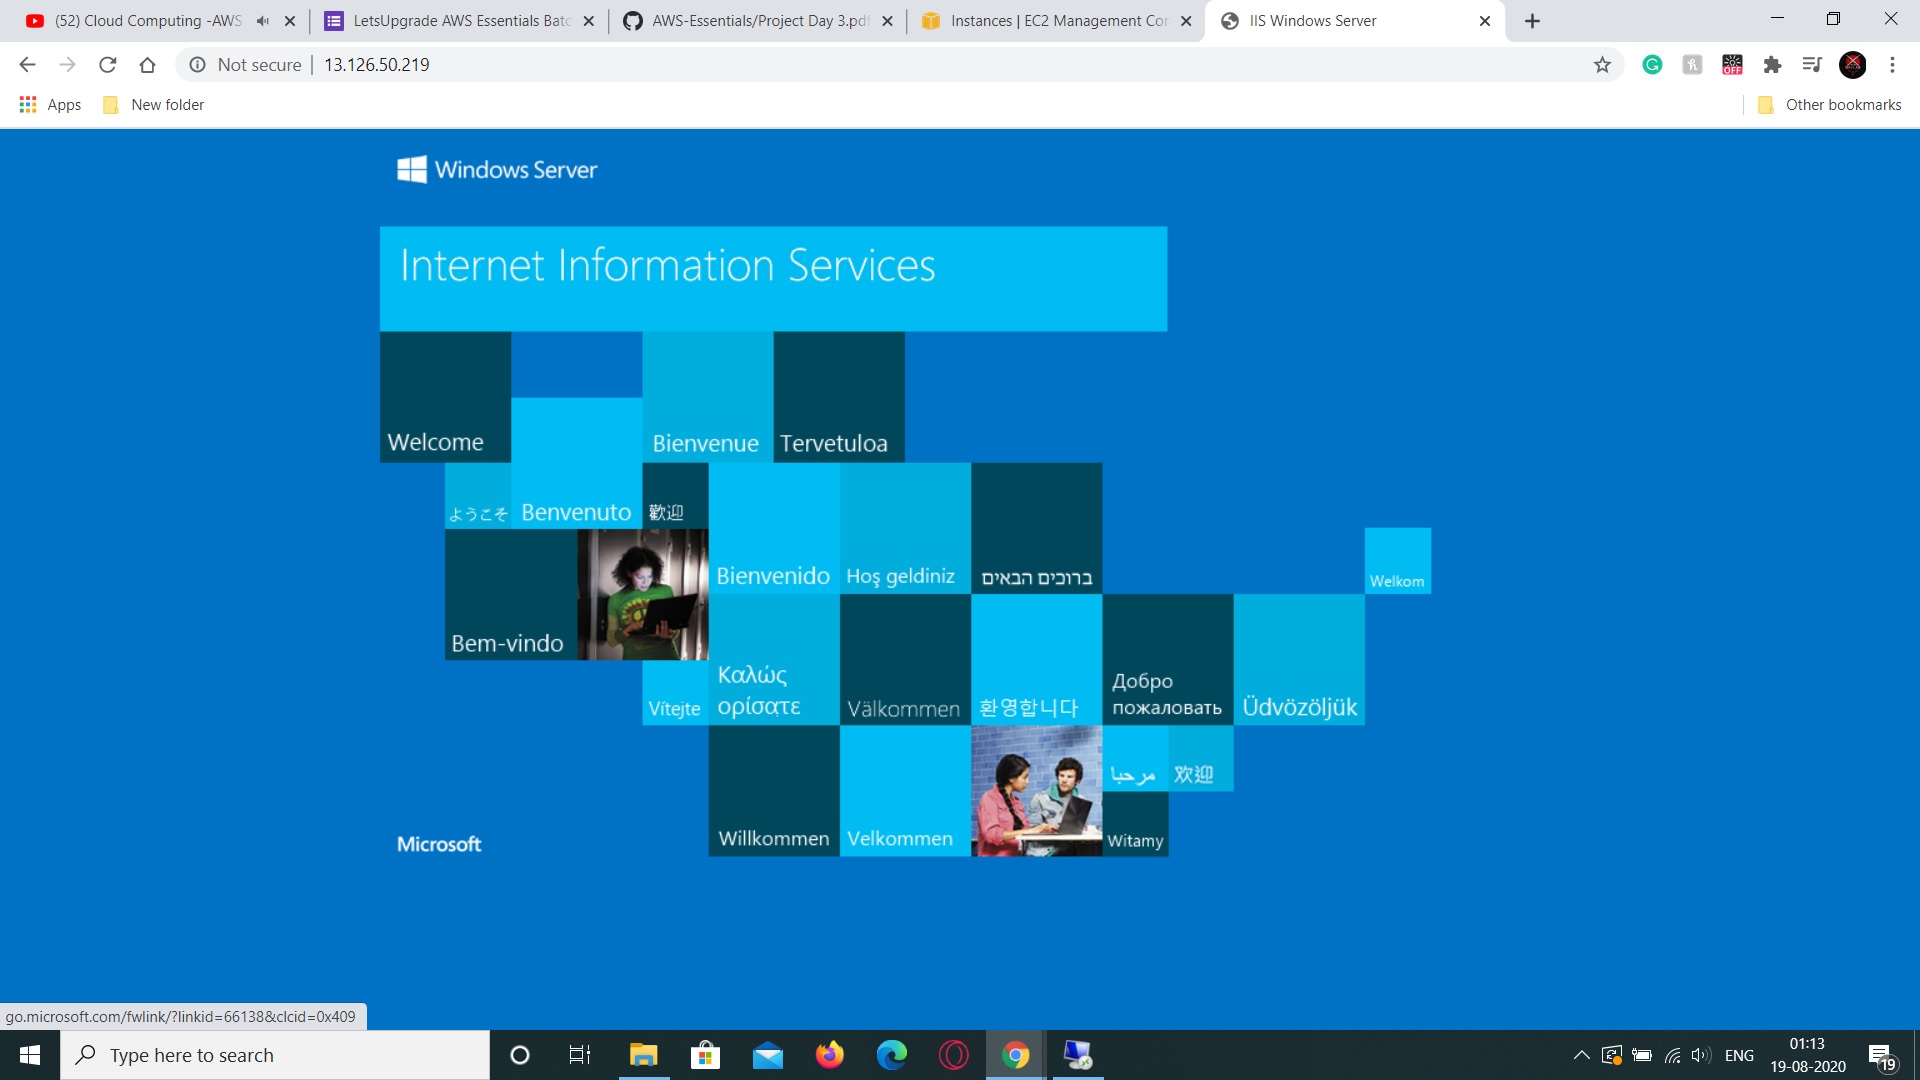 (52) Cloud Computing -AWS
LetsUpgrade AWS Essentials Batc
AWS-Essentials/Project Day 3.pdf
Instances | EC2 Management Con
IIS Windows Server
Not secure
13.126.50.219
Apps
New folder
Other bookmarks
Windows Server
Internet Information Services
Welcome
Bienvenue
Tervetuloa
ようこそ
Benvenuto
歡迎
Bienvenido
Hoş geldiniz
ברוכים הבאים
Welkom
Bem-vindo
Vítejte
Καλώς
ορίσατε
Välkommen
환영합니다
Добро
пожаловать
Üdvözöljük
مرحبا
欢迎
Willkommen
Velkommen
Witamy
Microsoft
go.microsoft.com/fwlink/?linkid=66138&clcid=0x409
Type here to search
ENG
01:13
19-08-2020
19